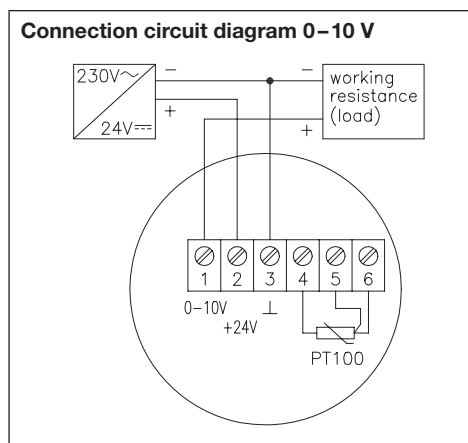 Connection circuit diagram 0–10 V
230V~
24V⎓
−
+
−
+
working
resistance
(load)
1 2 3 4 5 6
0–10V
+24V
⊥
PT100